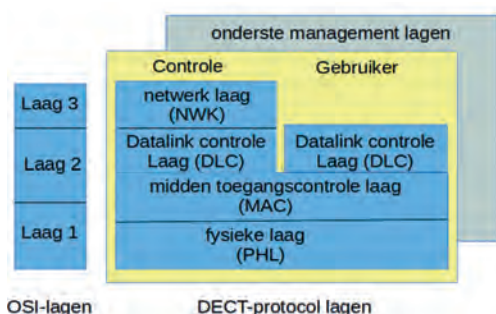 onderste management lagen
Controle
Gebruiker
Laag 3
netwerk laag
(NWK)
Laag 2
Datalink controle
Laag (DLC)
Datalink controle
Laag (DLC)
midden toegangscontrole laag
(MAC)
Laag 1
fysieke laag
(PHL)
OSI-lagen
DECT-protocol lagen